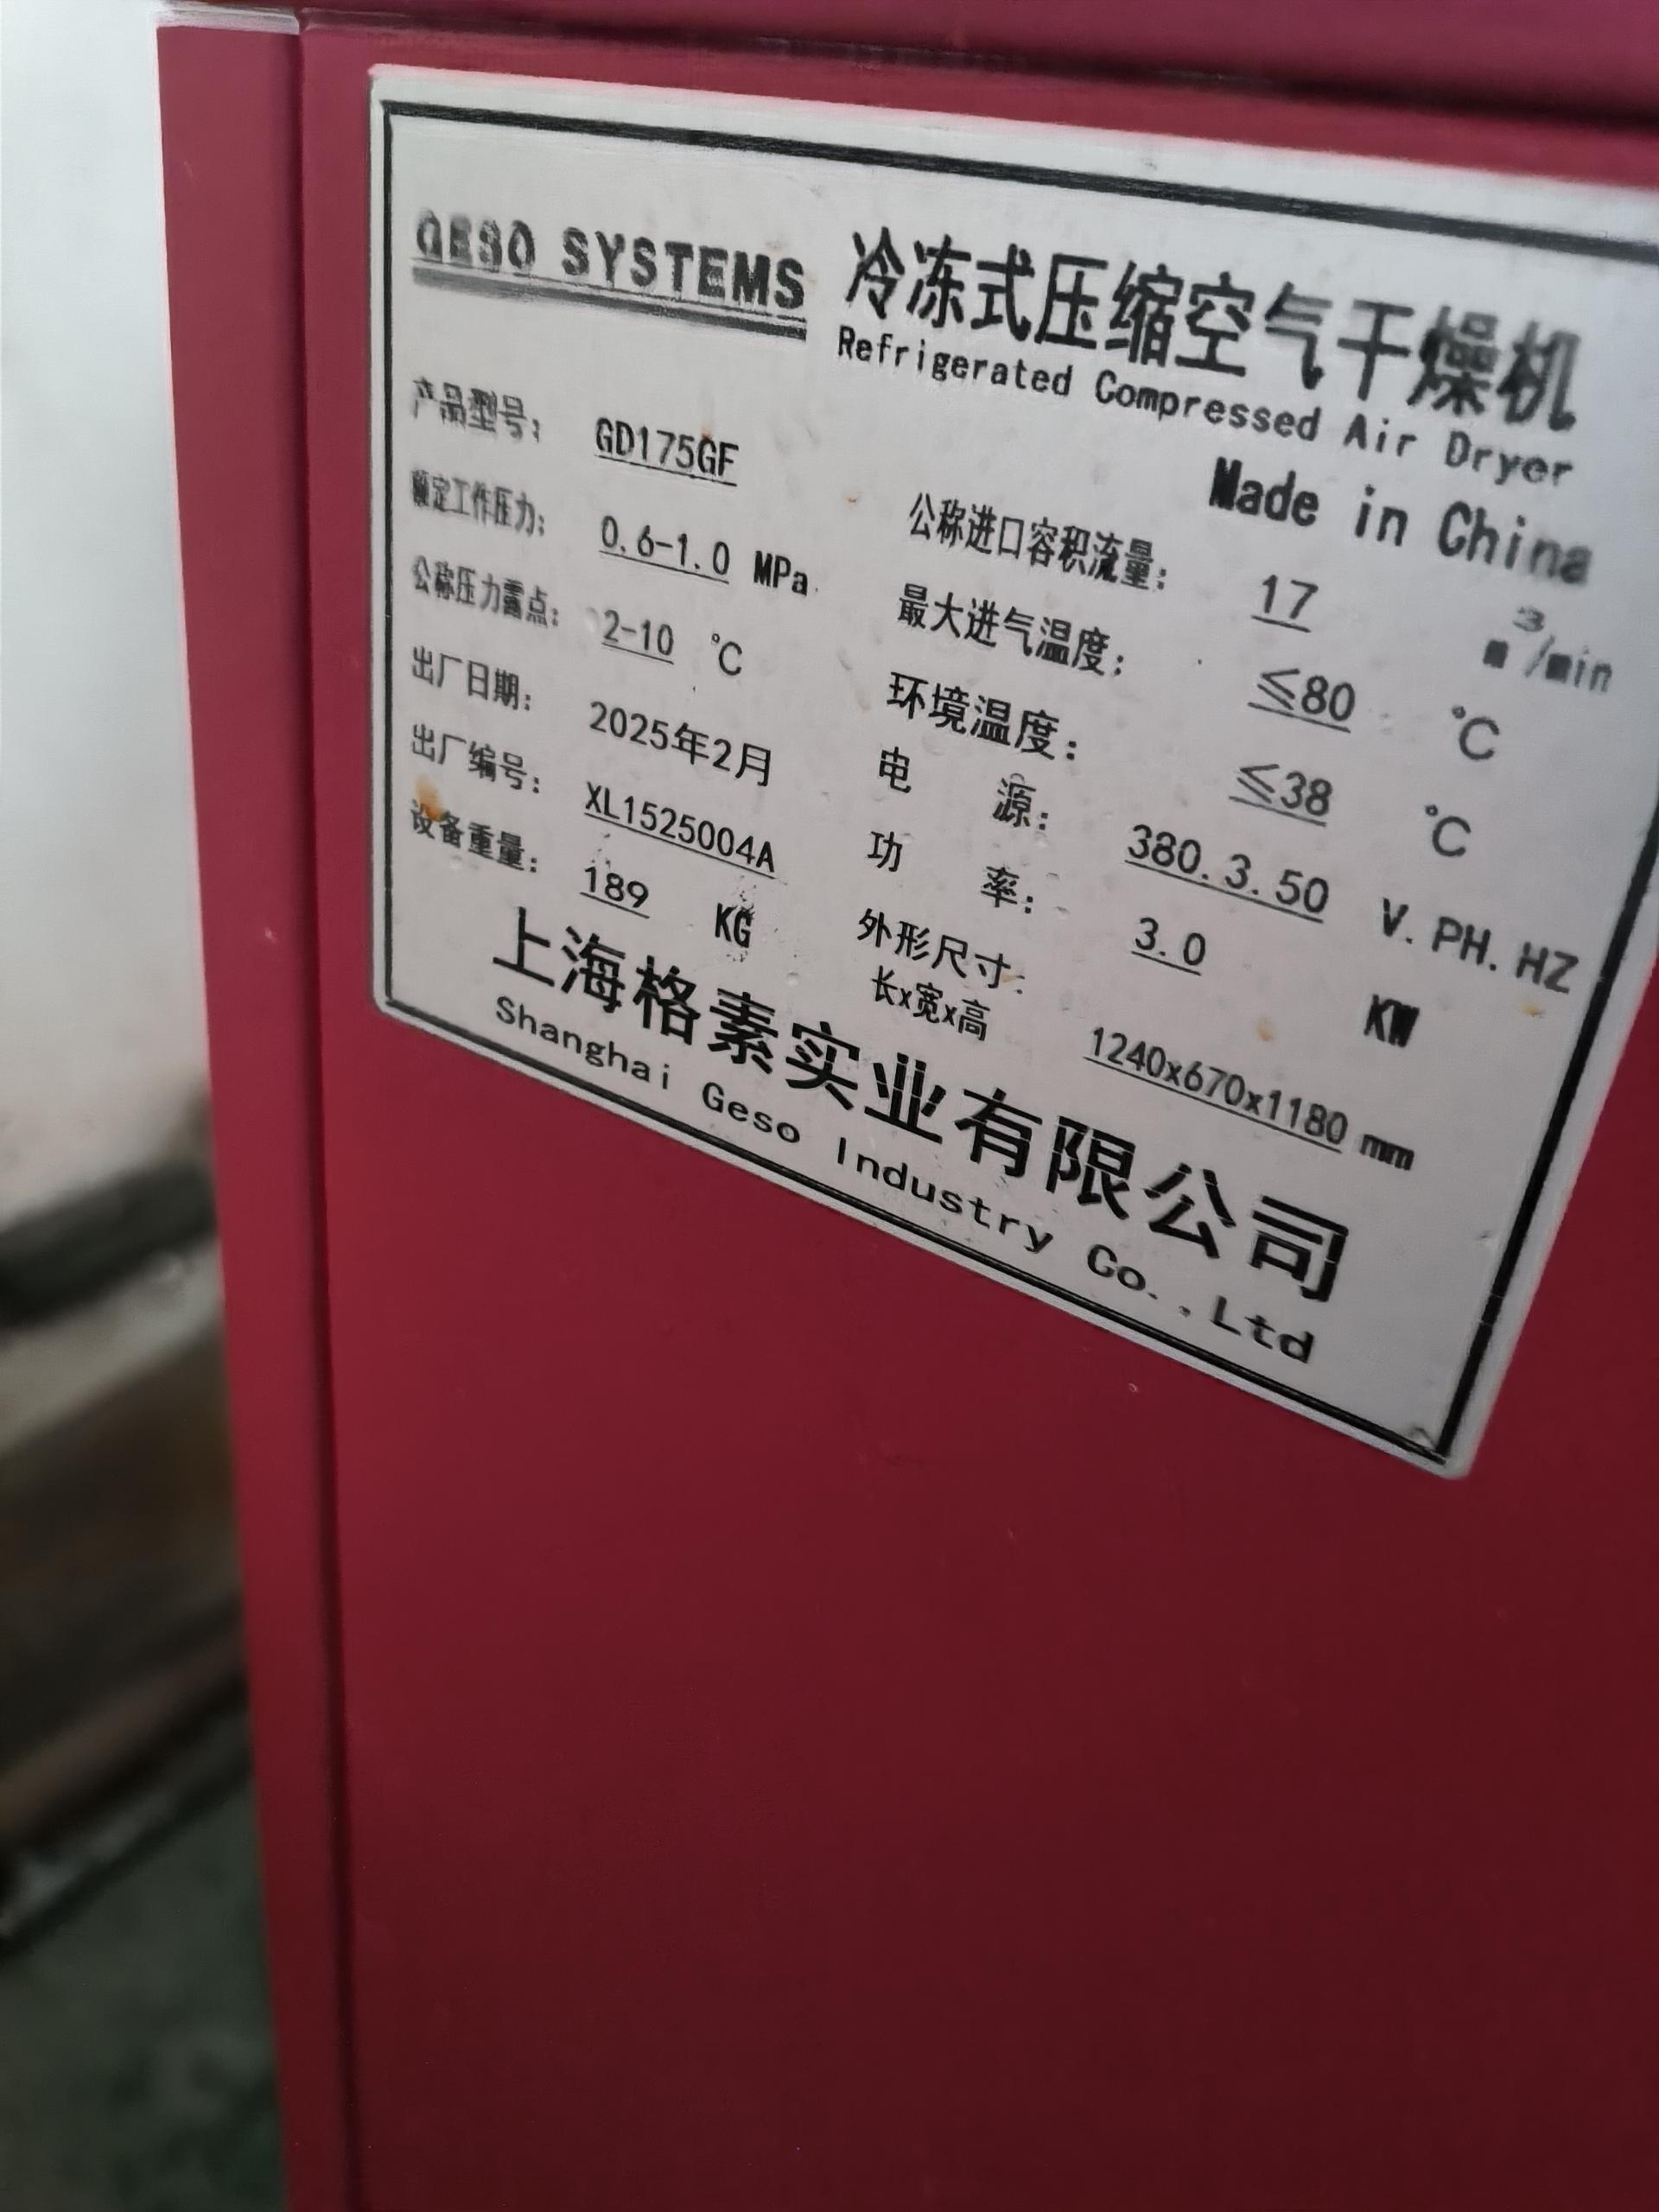 GESO SYSTEMS 冷冻式压缩空气干燥机
Refrigerated Compressed Air Dryer
Made in China
产品型号: GD175GF
额定工作压力: 0.6-1.0 MPa
公称压力露点: 2-10 ℃
出厂日期: 2025年2月
出厂编号: XL1525004A
设备重量: 189 KG
公称进口容积流量: 17 m³/min
最大进气温度: ≤80 ℃
环境温度: ≤38 ℃
电源: 380.3.50 V.PH.HZ
功率: 3.0 KW
外形尺寸: 1240x670x1180 mm
长x宽x高
上海格素实业有限公司
Shanghai Geso Industry Co.,Ltd